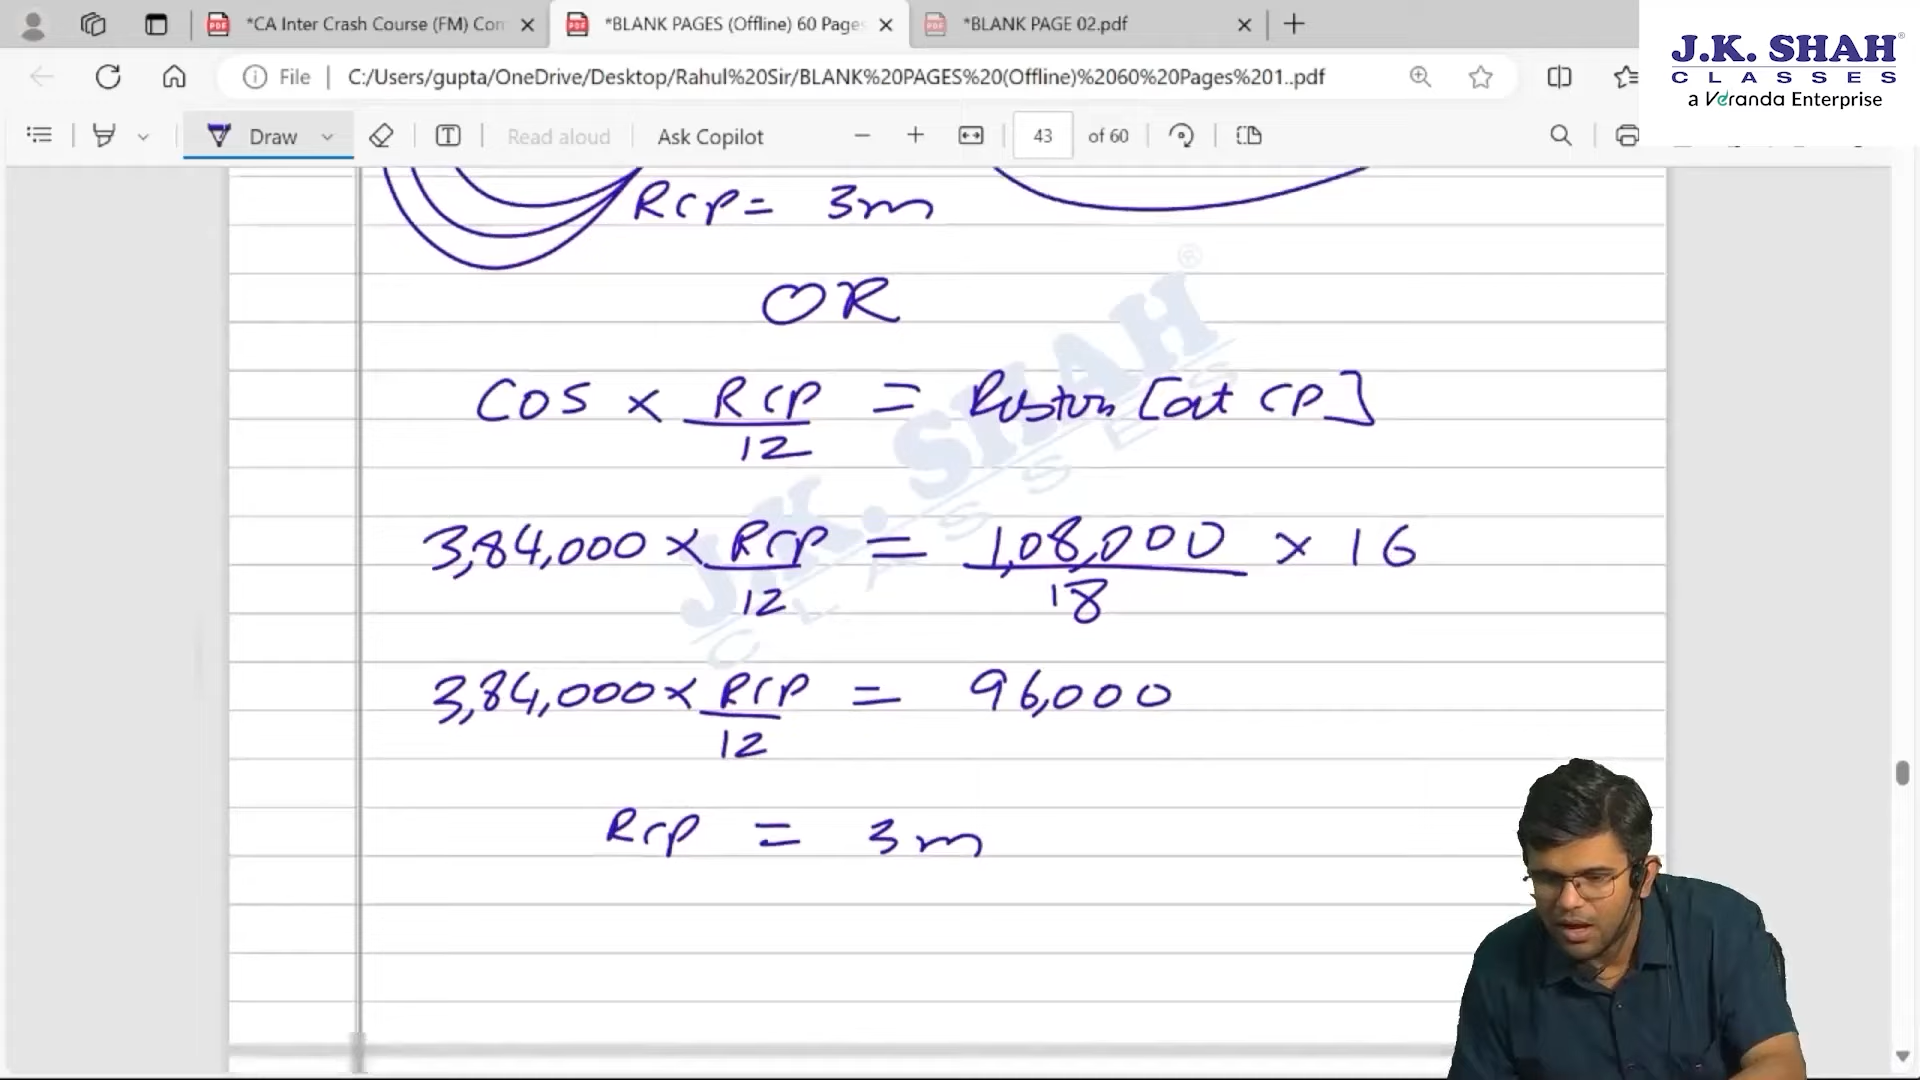 *CA Inter Crash Course (FM) Con
*BLANK PAGES (Offline) 60 Page
*BLANK PAGE 02.pdf
File C:/Users/gupta/OneDrive/Desktop/Rahul%20Sir/BLANK%20PAGES%20(Offline)%2060%20Pages%201..pdf
J.K. SHAH®
CLASSES
a Veranda Enterprise
Draw Read aloud Ask Copilot 43 of 60
RCP = 3m
OR
COS × RCP/12 = [at CP]
3,84,000 × RCP/12 = 1,08,000/18 × 16
3,84,000 × RCP/12 = 96,000
RCP = 3m
J.K. SHAH®
CLASSES